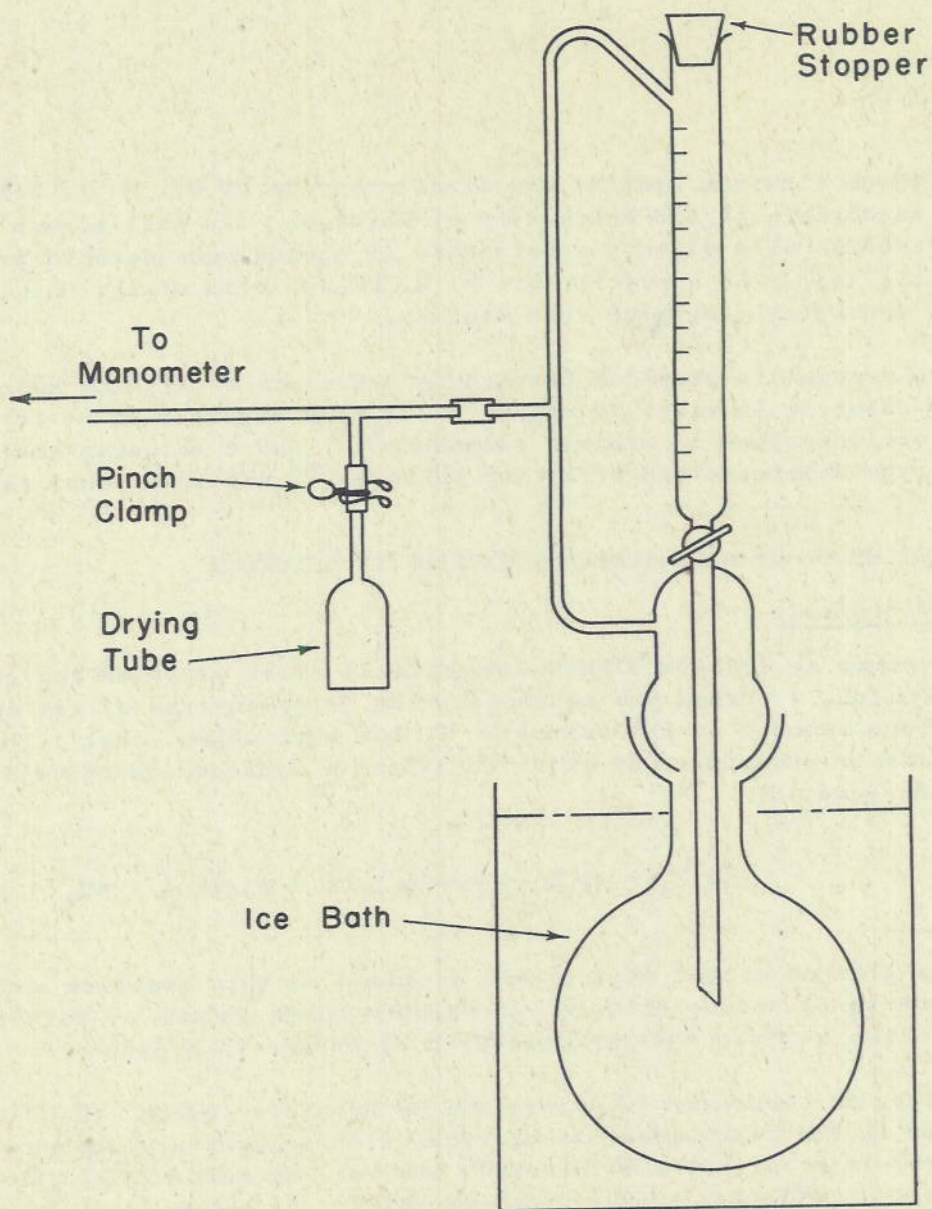 Rubber
Stopper
To
Manometer
Pinch
Clamp
Drying
Tube
Ice Bath